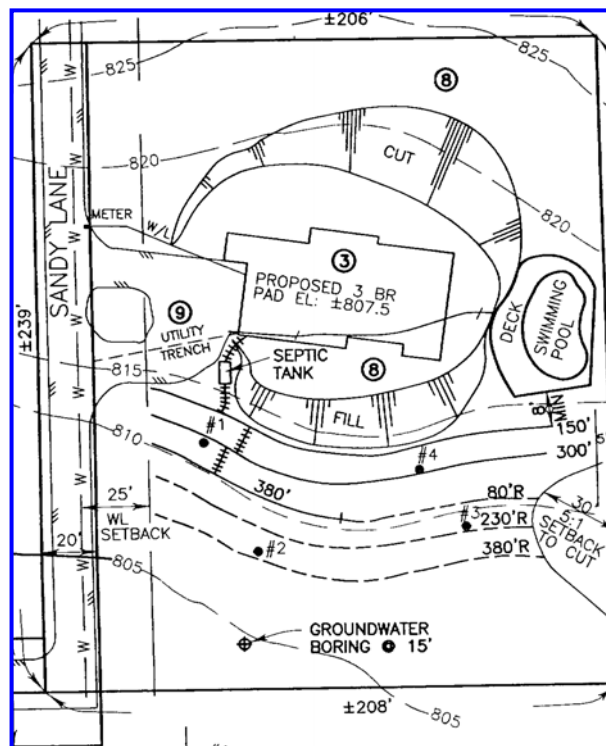 ±206'
825
825
8
820
CUT
SANDY LANE
W
W
METER
W/L
820
3
PROPOSED 3 BR
PAD EL: ±807.5
DECK
SWIMMING
POOL
±239'
9
UTILITY
TRENCH
SEPTIC
TANK
8
815
FILL
8'
MIN
810
#1
150'
#4
300'
380'
80'R
30
25'
WL
SETBACK
#3
230'R
5:1
SETBACK
TO CUT
20'
#2
380'R
W
805
W
GROUNDWATER
BORING @ 15'
±208'
805